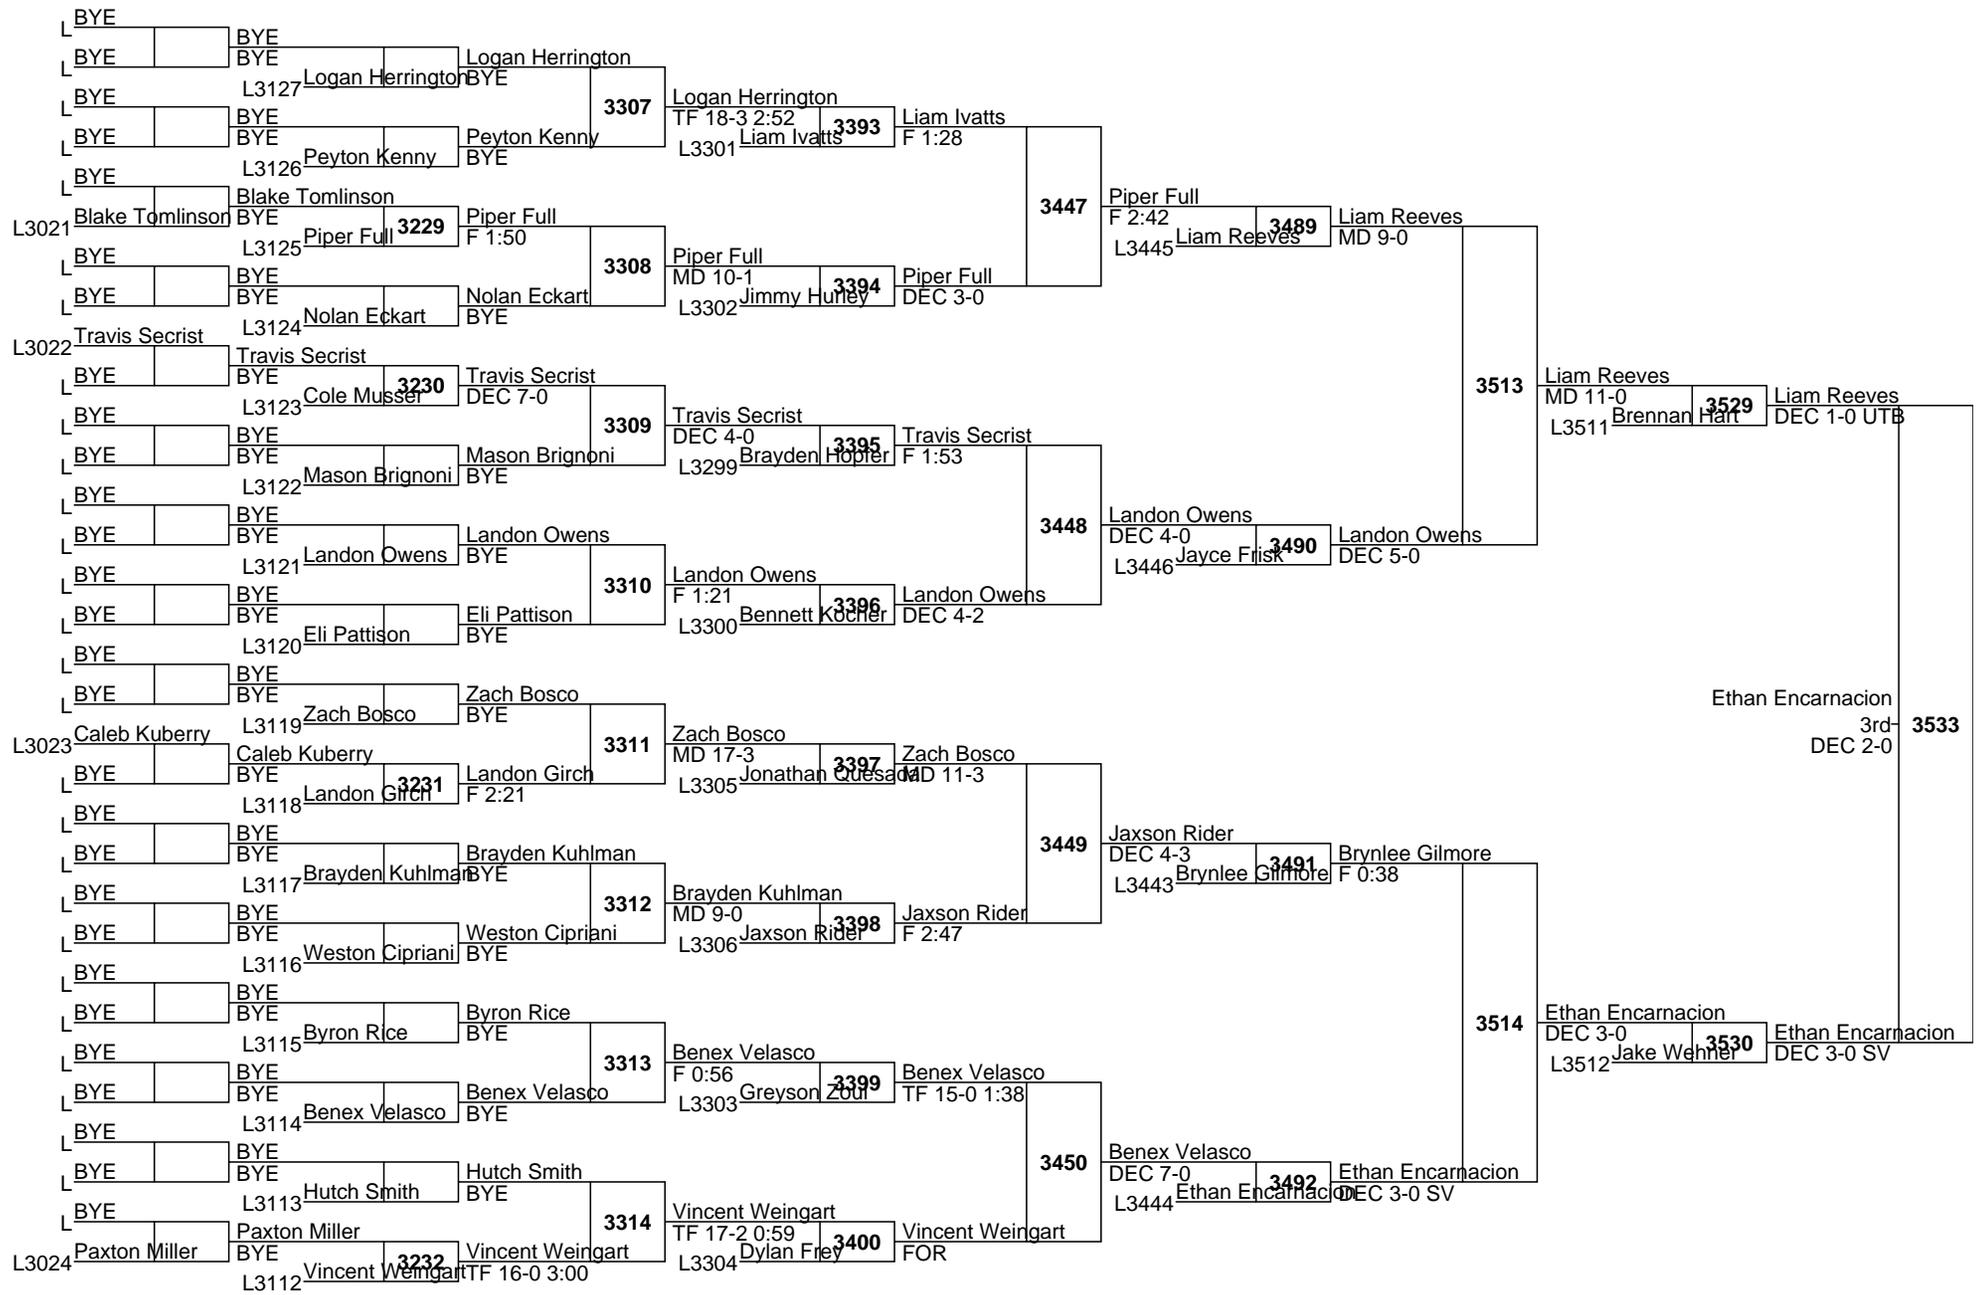 BYE
L
BYE
L
BYE
BYE
L3127 Logan Herrington
Logan Herrington
BYE
BYE
L
BYE
L
BYE
BYE
L3126 Peyton Kenny
Peyton Kenny
BYE
3307
Logan Herrington
TF 18-3 2:52
L3301 Liam Ivatts
3393
Liam Ivatts
F 1:28
BYE
L
L3021 Blake Tomlinson
Blake Tomlinson
BYE
L3125 Piper Full
3229
Piper Full
F 1:50
BYE
L
BYE
L
BYE
BYE
L3124 Nolan Eckart
Nolan Eckart
BYE
3308
Piper Full
MD 10-1
L3302 Jimmy Hurley
3394
Piper Full
DEC 3-0
3447
Piper Full
F 2:42
L3445 Liam Reeves
3489
Liam Reeves
MD 9-0
L3022 Travis Secrist
BYE
L
Travis Secrist
BYE
L3123 Cole Musser
3230
Travis Secrist
DEC 7-0
BYE
L
BYE
L
BYE
BYE
L3122 Mason Brignoni
Mason Brignoni
BYE
3309
Travis Secrist
DEC 4-0
L3299 Brayden Hopfer
3395
Travis Secrist
F 1:53
BYE
L
BYE
L
BYE
BYE
L3121 Landon Owens
Landon Owens
BYE
BYE
L
BYE
L
BYE
BYE
L3120 Eli Pattison
Eli Pattison
BYE
3310
Landon Owens
F 1:21
L3300 Bennett Kocher
3396
Landon Owens
DEC 4-2
3448
Landon Owens
DEC 4-0
L3446 Jayce Frisk
3490
Landon Owens
DEC 5-0
3513
Liam Reeves
MD 11-0
L3511 Brennan Hart
3529
Liam Reeves
DEC 1-0 UTB
BYE
L
BYE
L
BYE
BYE
L3119 Zach Bosco
Zach Bosco
BYE
L3023 Caleb Kuberry
BYE
L
Caleb Kuberry
BYE
L3118 Landon Girch
3231
Landon Girch
F 2:21
3311
Zach Bosco
MD 17-3
L3305 Jonathan Quesada
3397
Zach Bosco
MD 11-3
BYE
L
BYE
L
BYE
BYE
L3117 Brayden Kuhlman
Brayden Kuhlman
BYE
BYE
L
BYE
L
BYE
BYE
L3116 Weston Cipriani
Weston Cipriani
BYE
3312
Brayden Kuhlman
MD 9-0
L3306 Jaxson Rider
3398
Jaxson Rider
F 2:47
3449
Jaxson Rider
DEC 4-3
L3443 Brynlee Gilmore
3491
Brynlee Gilmore
F 0:38
BYE
L
BYE
L
BYE
BYE
L3115 Byron Rice
Byron Rice
BYE
BYE
L
BYE
L
BYE
BYE
L3114 Benex Velasco
Benex Velasco
BYE
3313
Benex Velasco
F 0:56
L3303 Greyson Zoul
3399
Benex Velasco
TF 15-0 1:38
BYE
L
BYE
L
BYE
BYE
L3113 Hutch Smith
Hutch Smith
BYE
BYE
L
L3024 Paxton Miller
Paxton Miller
BYE
L3112 Vincent Weingart
3232
Vincent Weingart
TF 16-0 3:00
3314
Vincent Weingart
TF 17-2 0:59
L3304 Dylan Frey
3400
Vincent Weingart
FOR
3450
Benex Velasco
DEC 7-0
L3444 Ethan Encarnacion
3492
Ethan Encarnacion
DEC 3-0 SV
3514
Ethan Encarnacion
DEC 3-0
L3512 Jake Wehner
3530
Ethan Encarnacion
DEC 3-0 SV
Ethan Encarnacion
3rd
DEC 2-0
3533